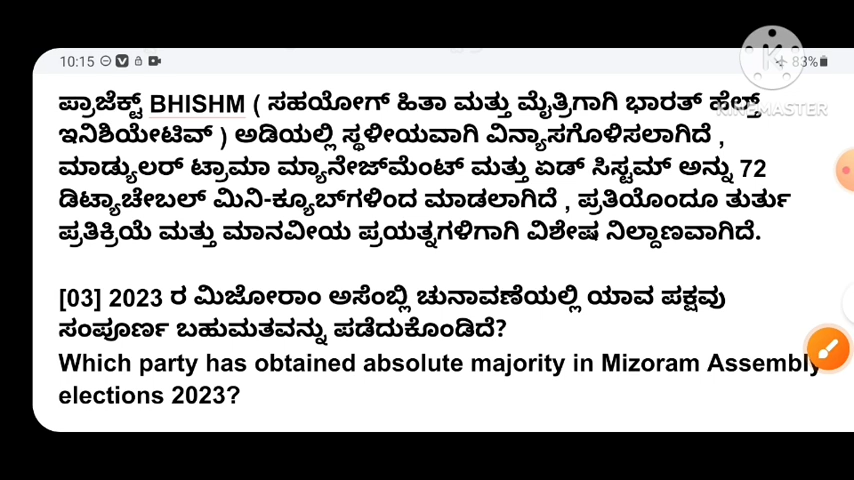 10:15
83%
KINEMASTER
ಪ್ರಾಜೆಕ್ಟ್ BHISHM ( ಸಹಯೋಗ್ ಹಿತಾ ಮತ್ತು ಮೈತ್ರಿಗಾಗಿ ಭಾರತ್ ಹೆಲ್ತ್
ಇನಿಶಿಯೇಟಿವ್ ) ಅಡಿಯಲ್ಲಿ ಸ್ಥಳೀಯವಾಗಿ ವಿನ್ಯಾಸಗೊಳಿಸಲಾಗಿದೆ ,
ಮಾಡ್ಯುಲರ್ ಟ್ರಾಮಾ ಮ್ಯಾನೇಜ್‌ಮೆಂಟ್ ಮತ್ತು ಏಡ್ ಸಿಸ್ಟಮ್ ಅನ್ನು 72
ಡಿಟ್ಯಾಚೇಬಲ್ ಮಿನಿ-ಕ್ಯೂಬ್‌ಗಳಿಂದ ಮಾಡಲಾಗಿದೆ , ಪ್ರತಿಯೊಂದೂ ತುರ್ತು
ಪ್ರತಿಕ್ರಿಯೆ ಮತ್ತು ಮಾನವೀಯ ಪ್ರಯತ್ನಗಳಿಗಾಗಿ ವಿಶೇಷ ನಿಲ್ದಾಣವಾಗಿದೆ.
[03] 2023 ರ ಮಿಜೋರಾಂ ಅಸೆಂಬ್ಲಿ ಚುನಾವಣೆಯಲ್ಲಿ ಯಾವ ಪಕ್ಷವು
ಸಂಪೂರ್ಣ ಬಹುಮತವನ್ನು ಪಡೆದುಕೊಂಡಿದೆ?
Which party has obtained absolute majority in Mizoram Assembly
elections 2023?